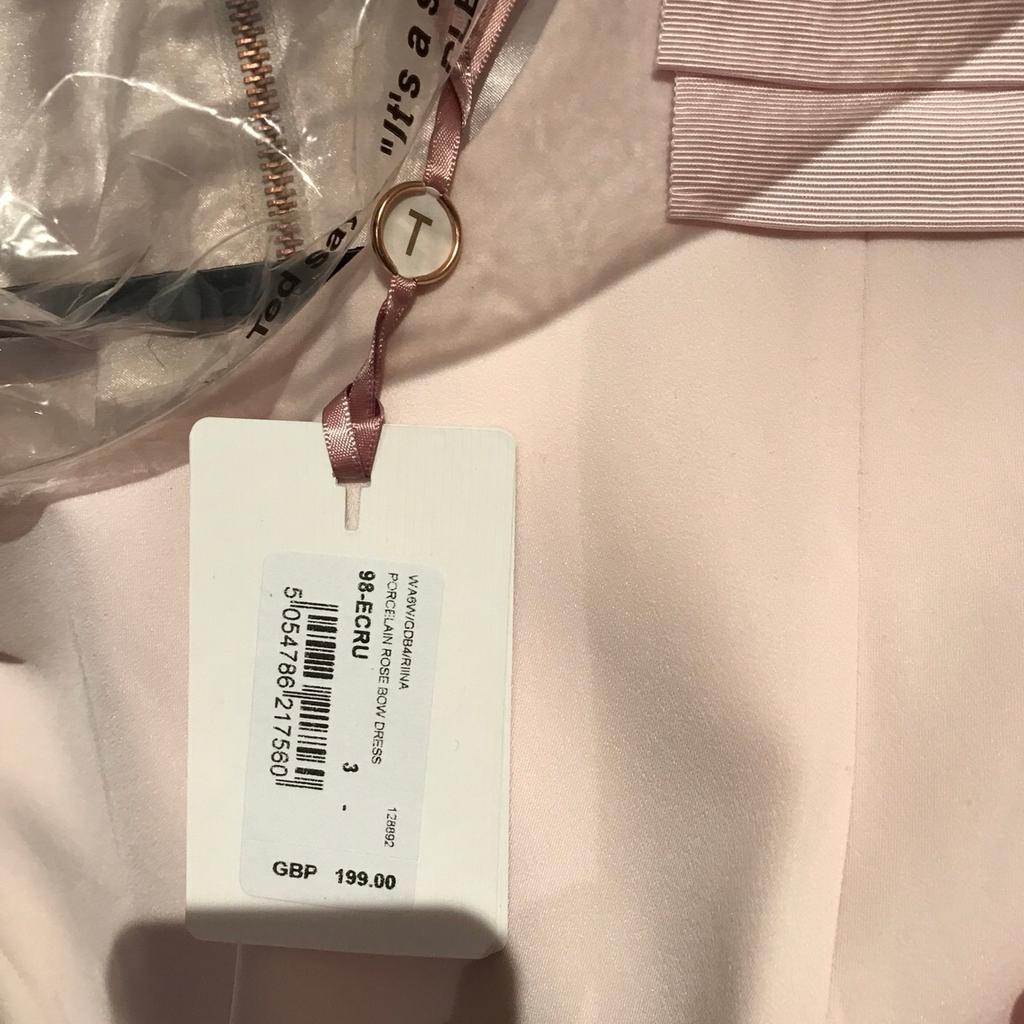 "It's a s
Ted say
T
WA6W/GDB4/RIINA
PORCELAIN ROSE BOW DRESS
128892
98-ECRU
3 -
5 054786 217560
GBP 199.00